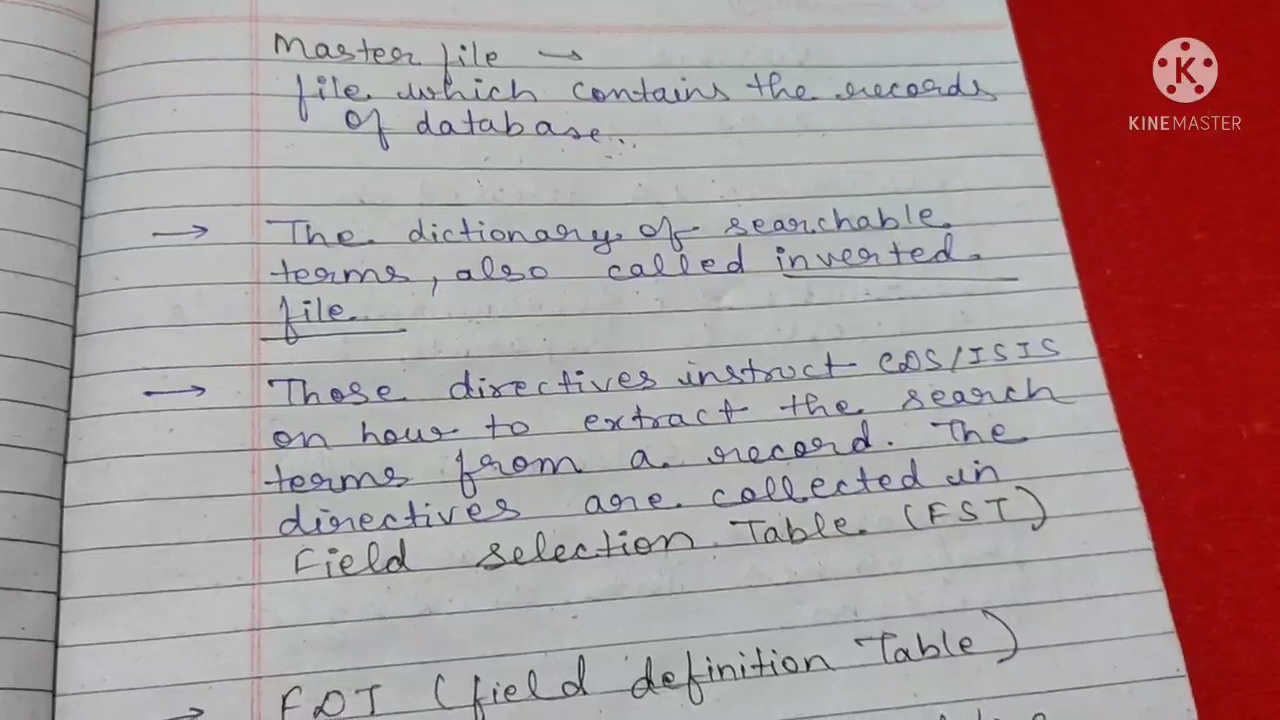 Master file →
file which contains the records
of database..
→ The dictionary of searchable
terms, also called inverted
file
→ Those directives instruct CDS/ISIS
on how to extract the search
terms from a record. The
directives are collected in
Field selection Table (FST)
→ FDT (field definition Table)
K
KINEMASTER